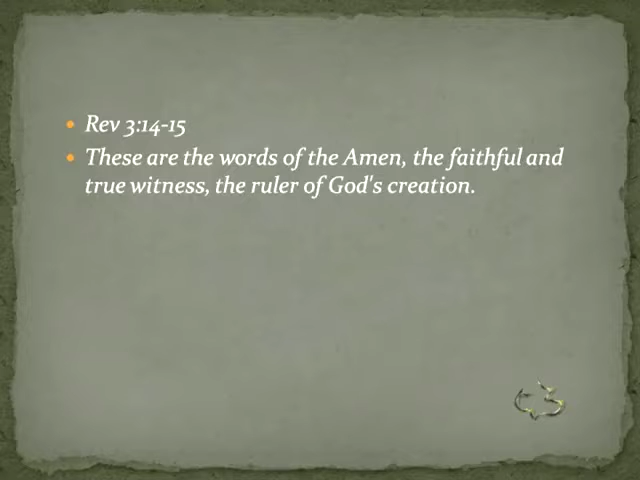 Rev 3:14-15
These are the words of the Amen, the faithful and
true witness, the ruler of God's creation.